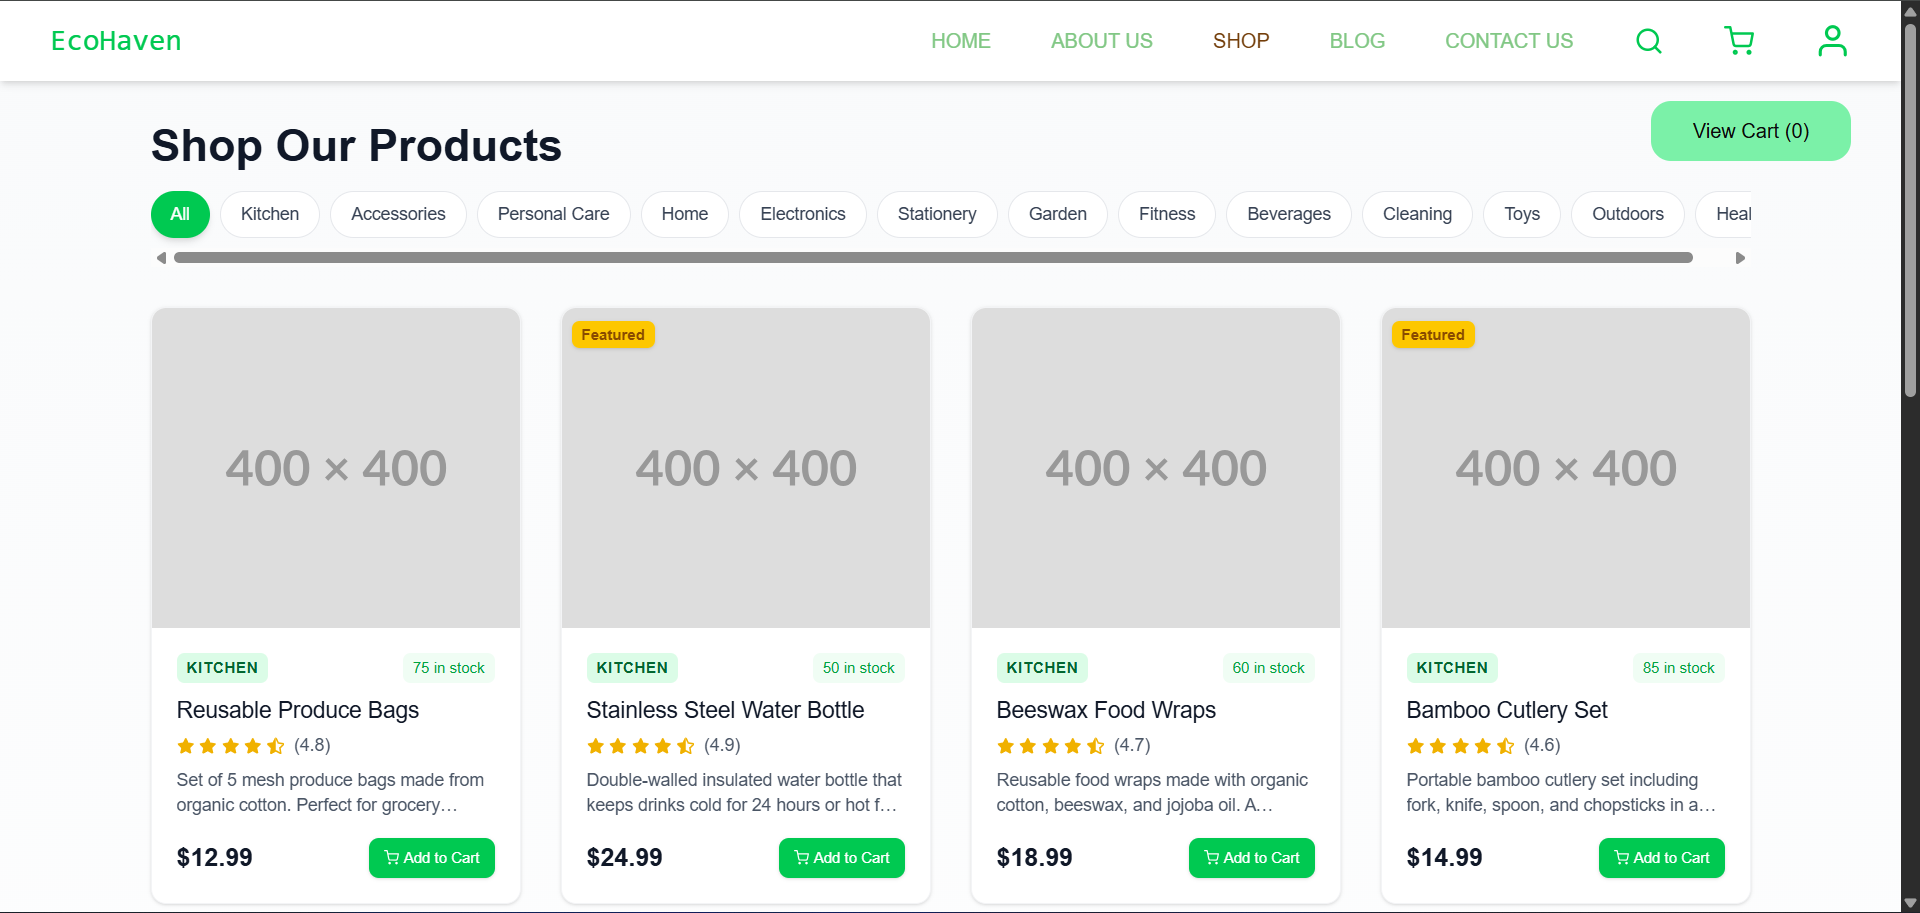 EcoHaven
HOME
ABOUT US
SHOP
BLOG
CONTACT US
Shop Our Products
View Cart (0)
All
Kitchen
Accessories
Personal Care
Home
Electronics
Stationery
Garden
Fitness
Beverages
Cleaning
Toys
Outdoors
Heal
400 × 400
KITCHEN
75 in stock
Reusable Produce Bags
(4.8)
Set of 5 mesh produce bags made from
organic cotton. Perfect for grocery…
$12.99
Add to Cart
Featured
400 × 400
KITCHEN
50 in stock
Stainless Steel Water Bottle
(4.9)
Double-walled insulated water bottle that
keeps drinks cold for 24 hours or hot f…
$24.99
Add to Cart
400 × 400
KITCHEN
60 in stock
Beeswax Food Wraps
(4.7)
Reusable food wraps made with organic
cotton, beeswax, and jojoba oil. A…
$18.99
Add to Cart
Featured
400 × 400
KITCHEN
85 in stock
Bamboo Cutlery Set
(4.6)
Portable bamboo cutlery set including
fork, knife, spoon, and chopsticks in a…
$14.99
Add to Cart